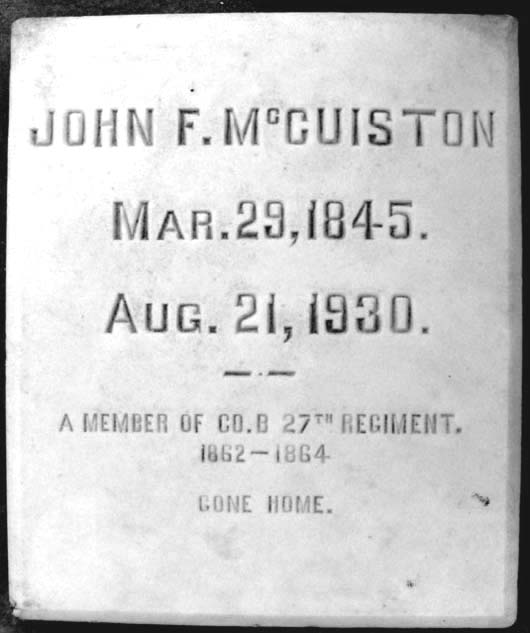 JOHN F. McCUISTON
MAR. 29, 1845.
AUG. 21, 1930.
A MEMBER OF CO. B 27TH REGIMENT.
1862 – 1864
GONE HOME.